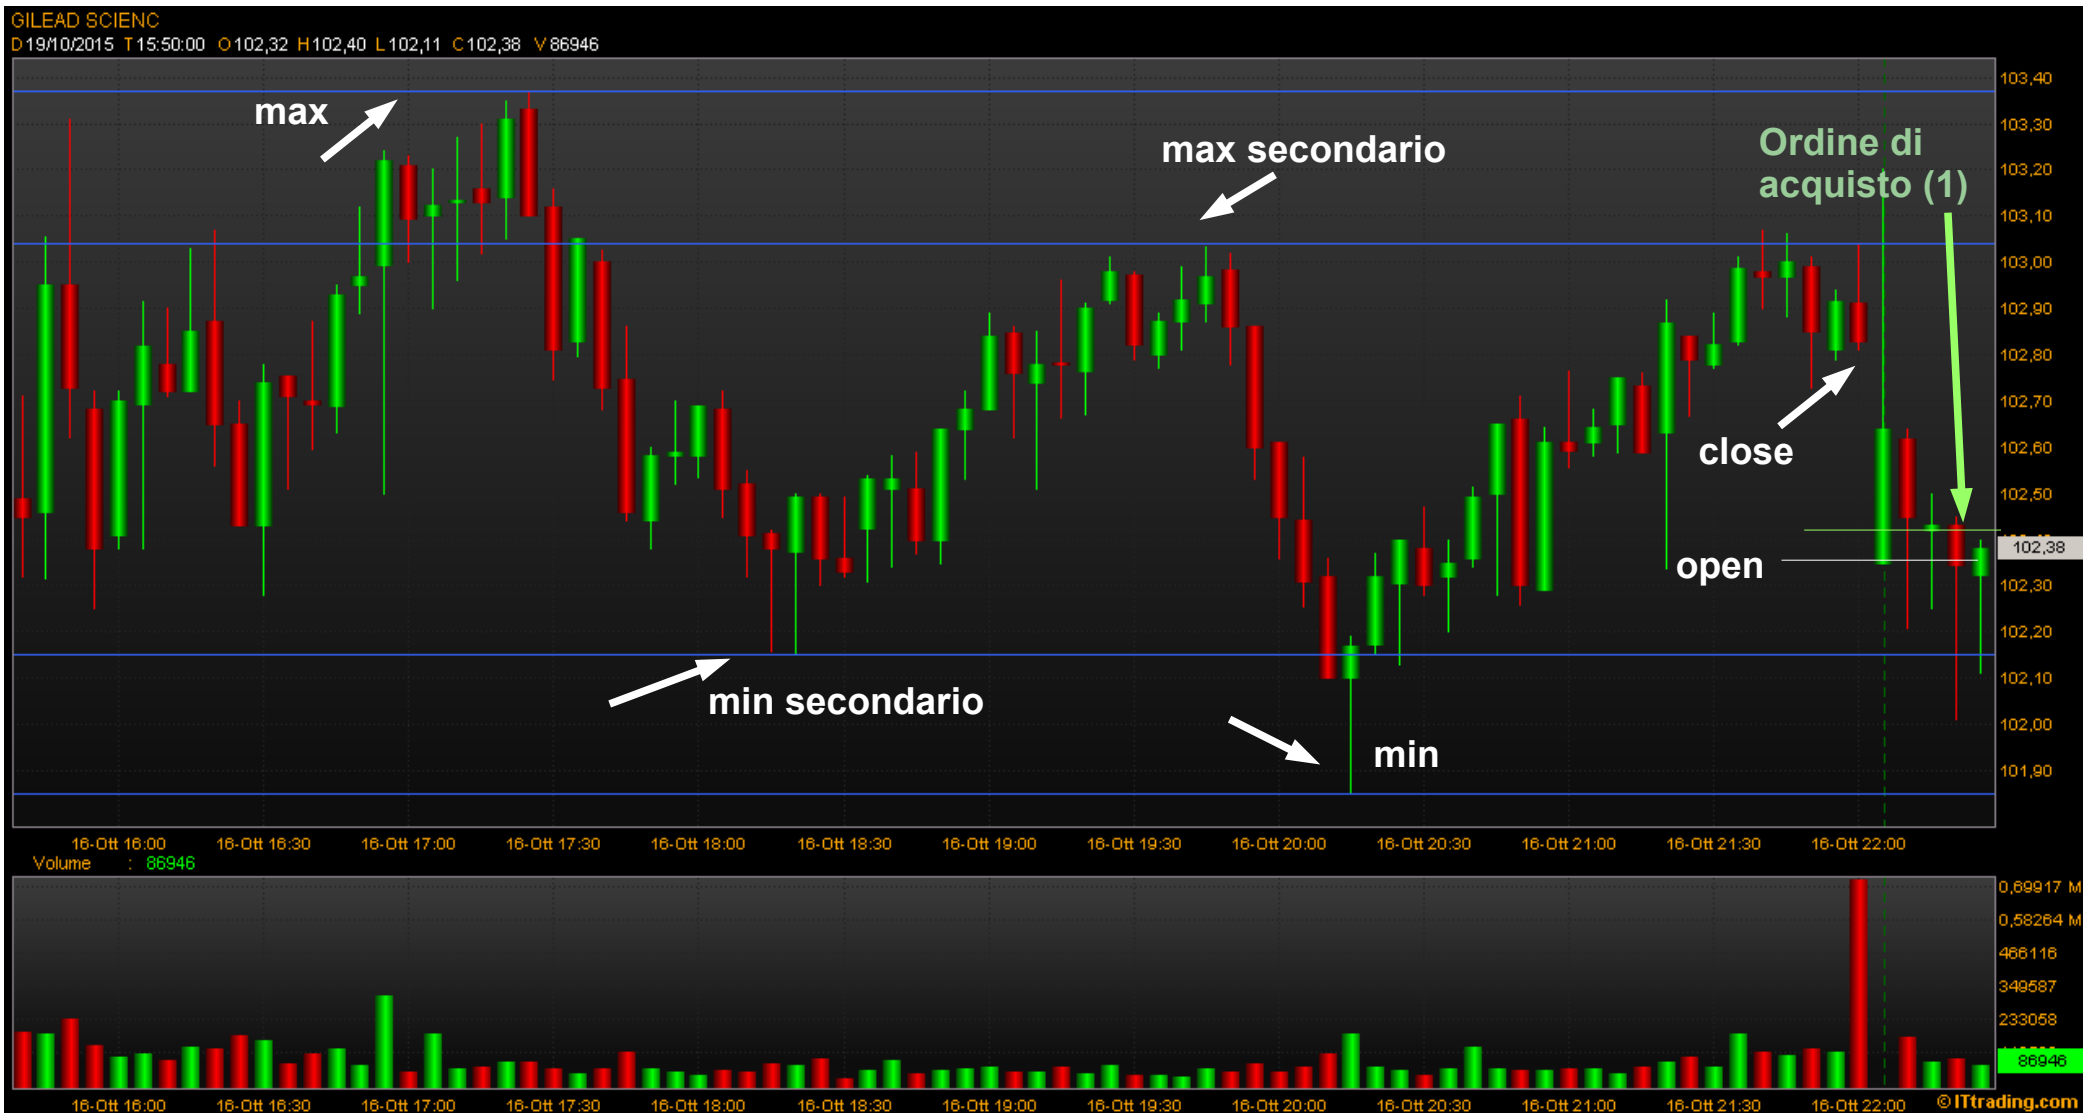 GILEAD SCIENC
D 19/10/2015 T 15:50:00 O 102,32 H 102,40 L 102,11 C 102,38 V 86946
max
max secondario
Ordine di
acquisto (1)
close
open
min secondario
min
103,40
103,30
103,20
103,10
103,00
102,90
102,80
102,70
102,60
102,50
102,38
102,30
102,20
102,10
102,00
101,90
16-Ott 16:00 16-Ott 16:30 16-Ott 17:00 16-Ott 17:30 16-Ott 18:00 16-Ott 18:30 16-Ott 19:00 16-Ott 19:30 16-Ott 20:00 16-Ott 20:30 16-Ott 21:00 16-Ott 21:30 16-Ott 22:00
Volume : 86946
0,69917 M
0,58264 M
466116
349587
233058
86946
16-Ott 16:00 16-Ott 16:30 16-Ott 17:00 16-Ott 17:30 16-Ott 18:00 16-Ott 18:30 16-Ott 19:00 16-Ott 19:30 16-Ott 20:00 16-Ott 20:30 16-Ott 21:00 16-Ott 21:30 16-Ott 22:00
© ITtrading.com